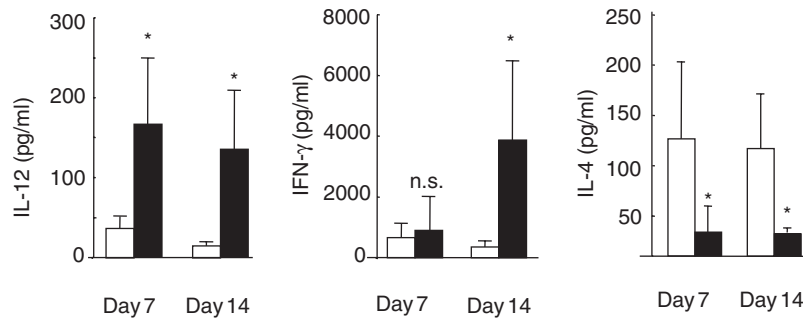 IL-12 (pg/ml)
300
200
100
0
*
*
Day 7
Day 14
IFN-γ (pg/ml)
8000
6000
4000
2000
0
n.s.
*
Day 7
Day 14
IL-4 (pg/ml)
250
200
150
100
50
*
*
Day 7
Day 14